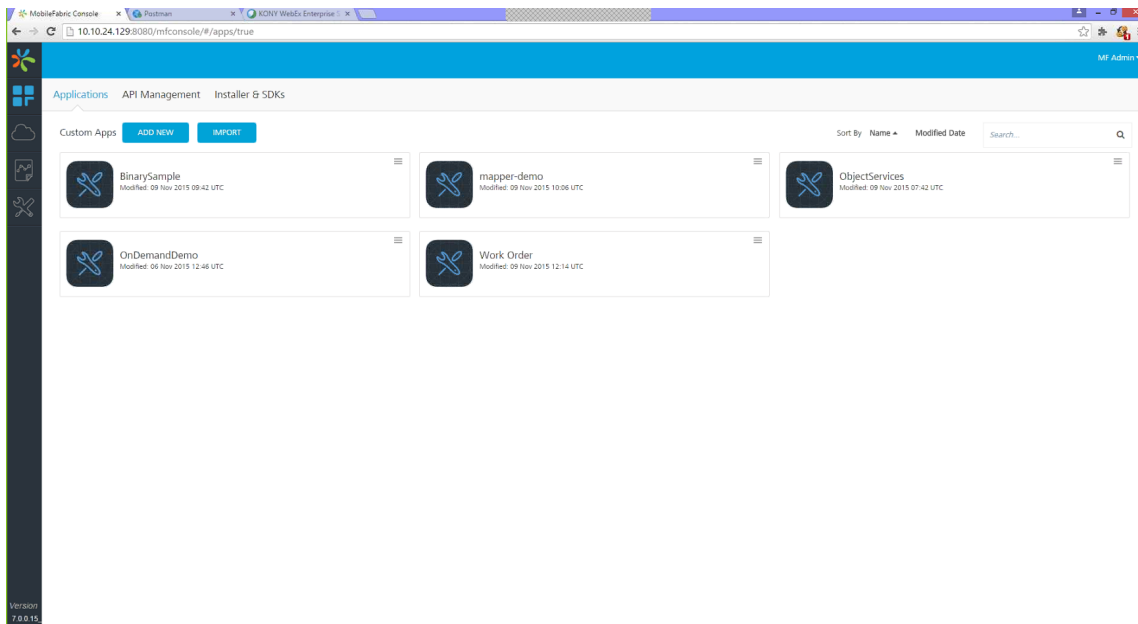 MobileFabric Console
Postman
KONY WebEx Enterprise
10.10.24.129:8080/mfconsole/#/apps/true
MF Admin
Applications API Management Installer & SDKs
Custom Apps ADD NEW IMPORT Sort By Name Modified Date Search...
BinarySample
Modified: 09 Nov 2015 09:42 UTC
mapper-demo
Modified: 09 Nov 2015 10:06 UTC
ObjectServices
Modified: 09 Nov 2015 07:42 UTC
OnDemandDemo
Modified: 06 Nov 2015 12:46 UTC
Work Order
Modified: 09 Nov 2015 12:14 UTC
Version
7.0.0.15